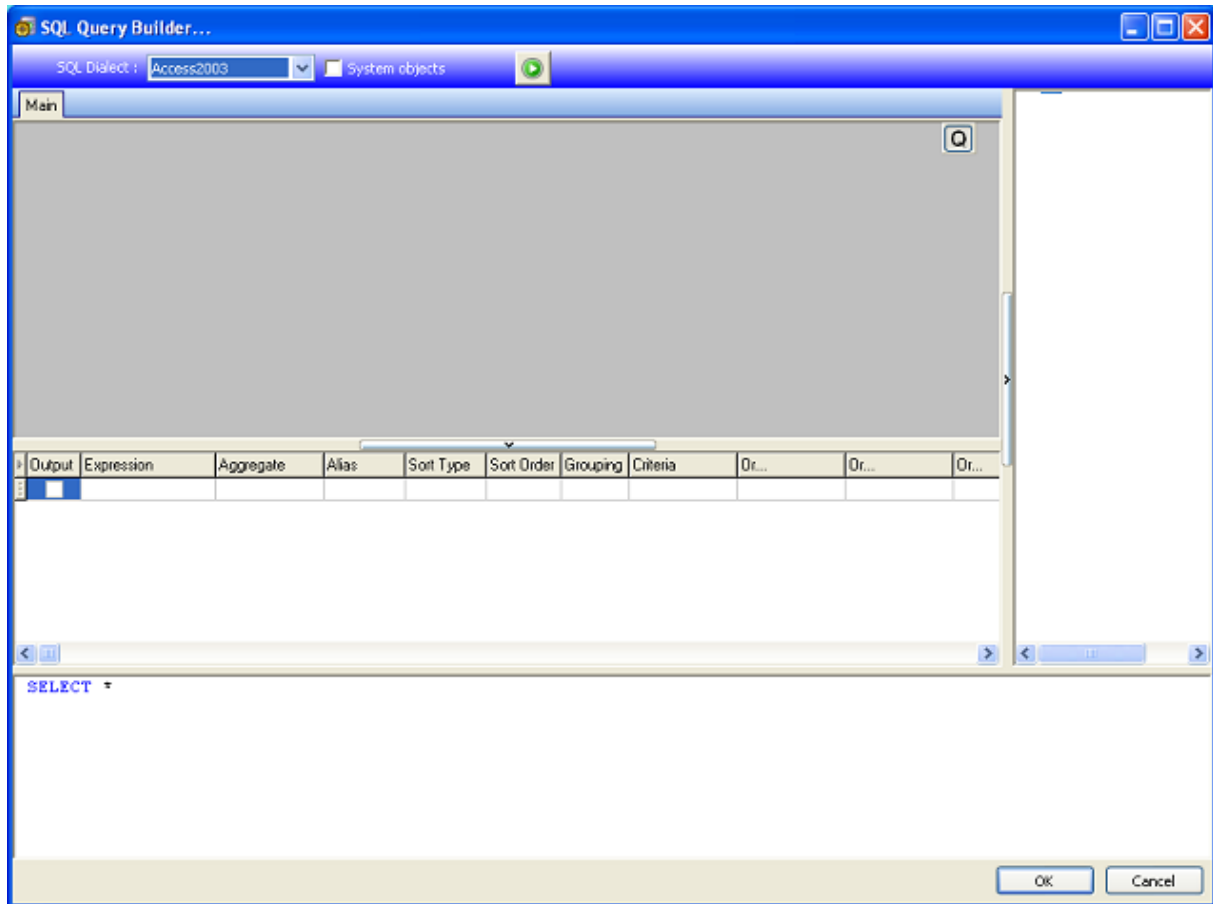 SQL Query Builder...
SQL Dialect : Access2003 System objects
Main
Q
Output Expression Aggregate Alias Sort Type Sort Order Grouping Criteria Or... Or... Or...
SELECT *
OK Cancel